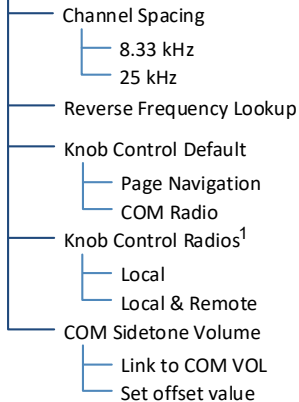 Channel Spacing
8.33 kHz
25 kHz
Reverse Frequency Lookup
Knob Control Default
Page Navigation
COM Radio
Knob Control Radios¹
Local
Local & Remote
COM Sidetone Volume
Link to COM VOL
Set offset value